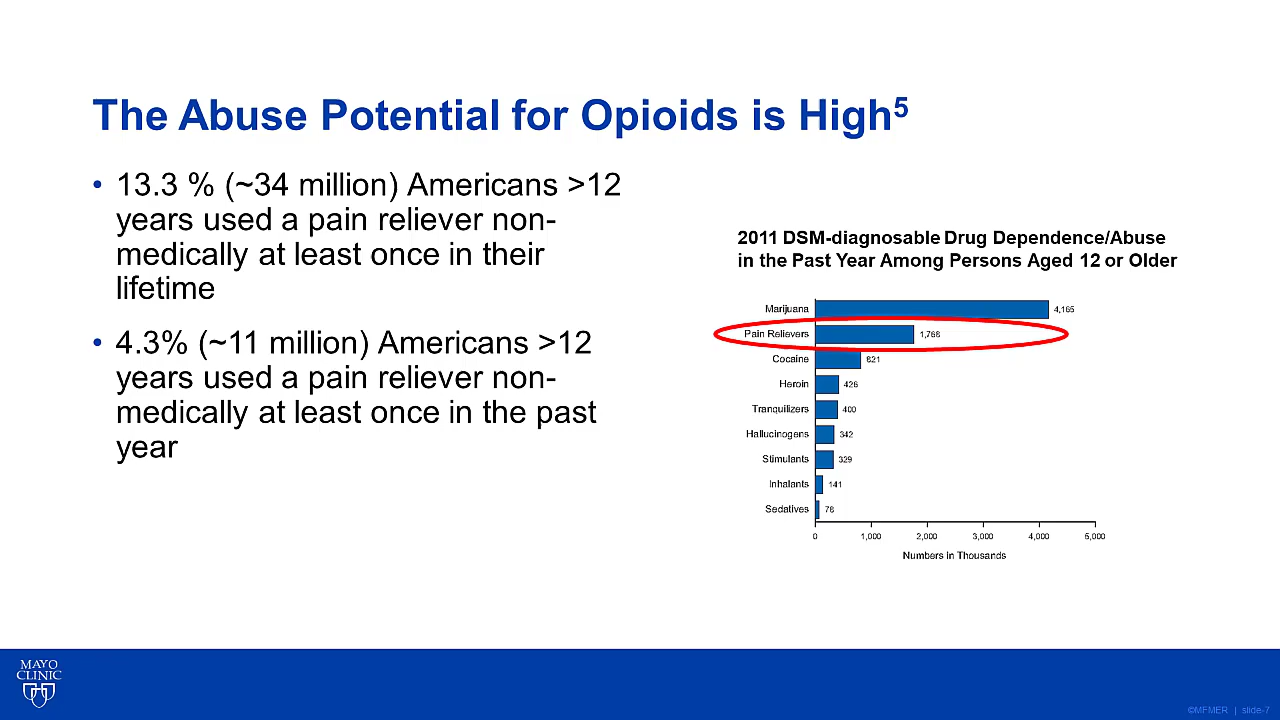 The Abuse Potential for Opioids is High⁵
• 13.3 % (~34 million) Americans >12
years used a pain reliever non-
medically at least once in their
lifetime
• 4.3% (~11 million) Americans >12
years used a pain reliever non-
medically at least once in the past
year
2011 DSM-diagnosable Drug Dependence/Abuse
in the Past Year Among Persons Aged 12 or Older
Marijuana 4,165
Pain Relievers 1,768
Cocaine 821
Heroin 426
Tranquilizers 400
Hallucinogens 342
Stimulants 329
Inhalants 141
Sedatives 78
0 1,000 2,000 3,000 4,000 5,000
Numbers in Thousands
MAYO
CLINIC
©MFMER | slide-7